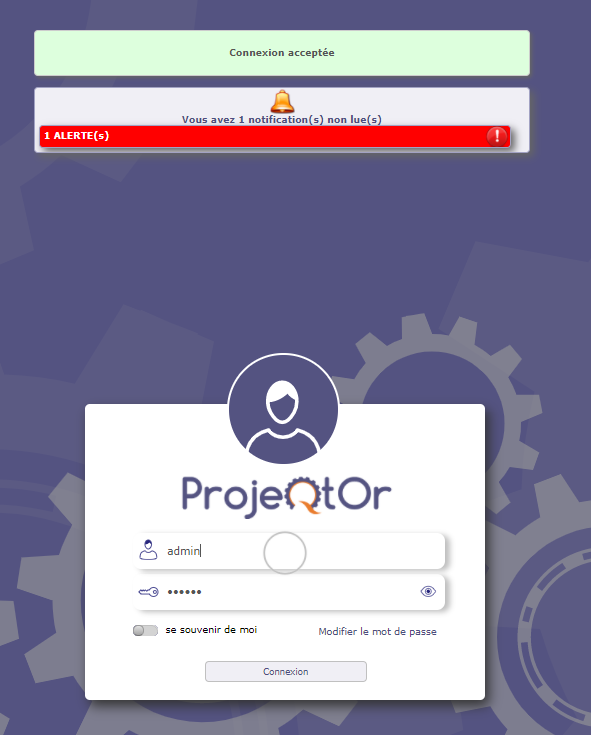 Connexion acceptée
Vous avez 1 notification(s) non lue(s)
1 ALERTE(s)
!
ProjeQtOr
admin
••••••
se souvenir de moi
Modifier le mot de passe
Connexion